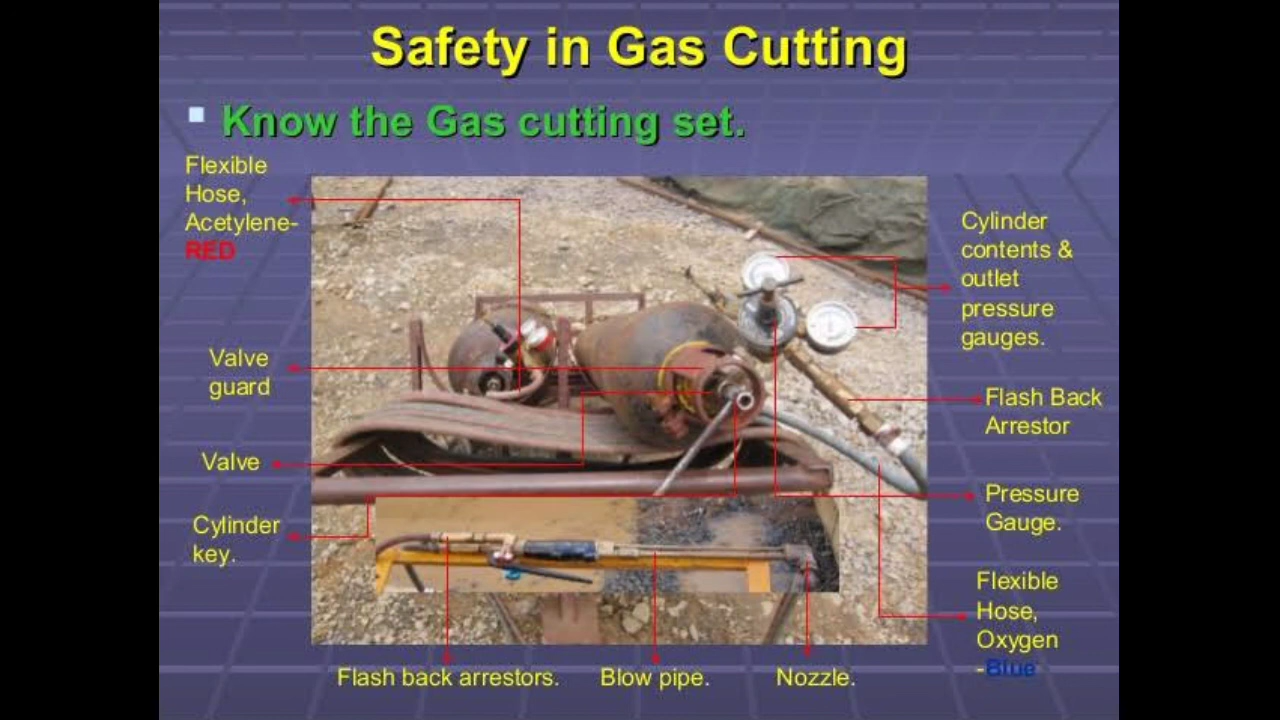 Safety in Gas Cutting
Know the Gas cutting set.
Flexible
Hose,
Acetylene-
RED
Valve
guard
Valve
Cylinder
key.
Cylinder
contents &
outlet
pressure
gauges.
Flash Back
Arrestor
Pressure
Gauge.
Flexible
Hose,
Oxygen
-Blue
Flash back arrestors.
Blow pipe.
Nozzle.